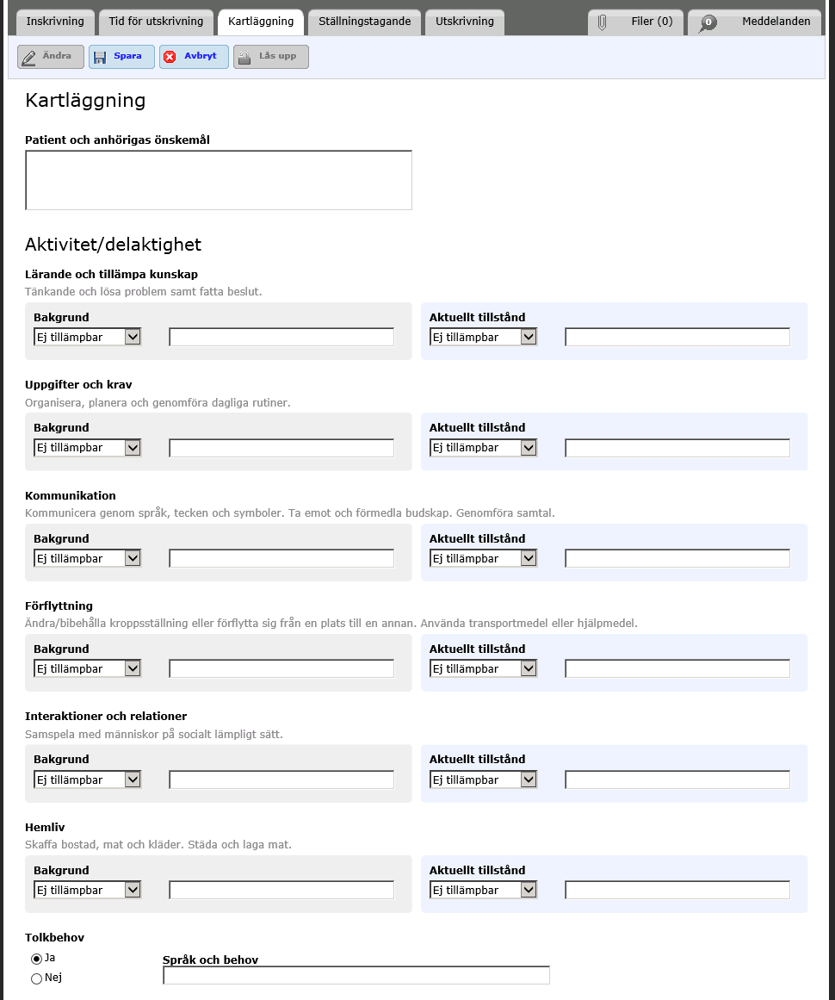 Inskrivning Tid för utskrivning Kartläggning Ställningstagande Utskrivning Filer (0) 0 Meddelanden
Ändra Spara Avbryt Lås upp
Kartläggning
Patient och anhörigas önskemål
Aktivitet/delaktighet
Lärande och tillämpa kunskap
Tänkande och lösa problem samt fatta beslut.
Bakgrund Aktuellt tillstånd
Ej tillämpbar Ej tillämpbar
Uppgifter och krav
Organisera, planera och genomföra dagliga rutiner.
Bakgrund Aktuellt tillstånd
Ej tillämpbar Ej tillämpbar
Kommunikation
Kommunicera genom språk, tecken och symboler. Ta emot och förmedla budskap. Genomföra samtal.
Bakgrund Aktuellt tillstånd
Ej tillämpbar Ej tillämpbar
Förflyttning
Ändra/bibehålla kroppsställning eller förflytta sig från en plats till en annan. Använda transportmedel eller hjälpmedel.
Bakgrund Aktuellt tillstånd
Ej tillämpbar Ej tillämpbar
Interaktioner och relationer
Samspela med människor på socialt lämpligt sätt.
Bakgrund Aktuellt tillstånd
Ej tillämpbar Ej tillämpbar
Hemliv
Skaffa bostad, mat och kläder. Städa och laga mat.
Bakgrund Aktuellt tillstånd
Ej tillämpbar Ej tillämpbar
Tolkbehov
Ja Språk och behov
Nej